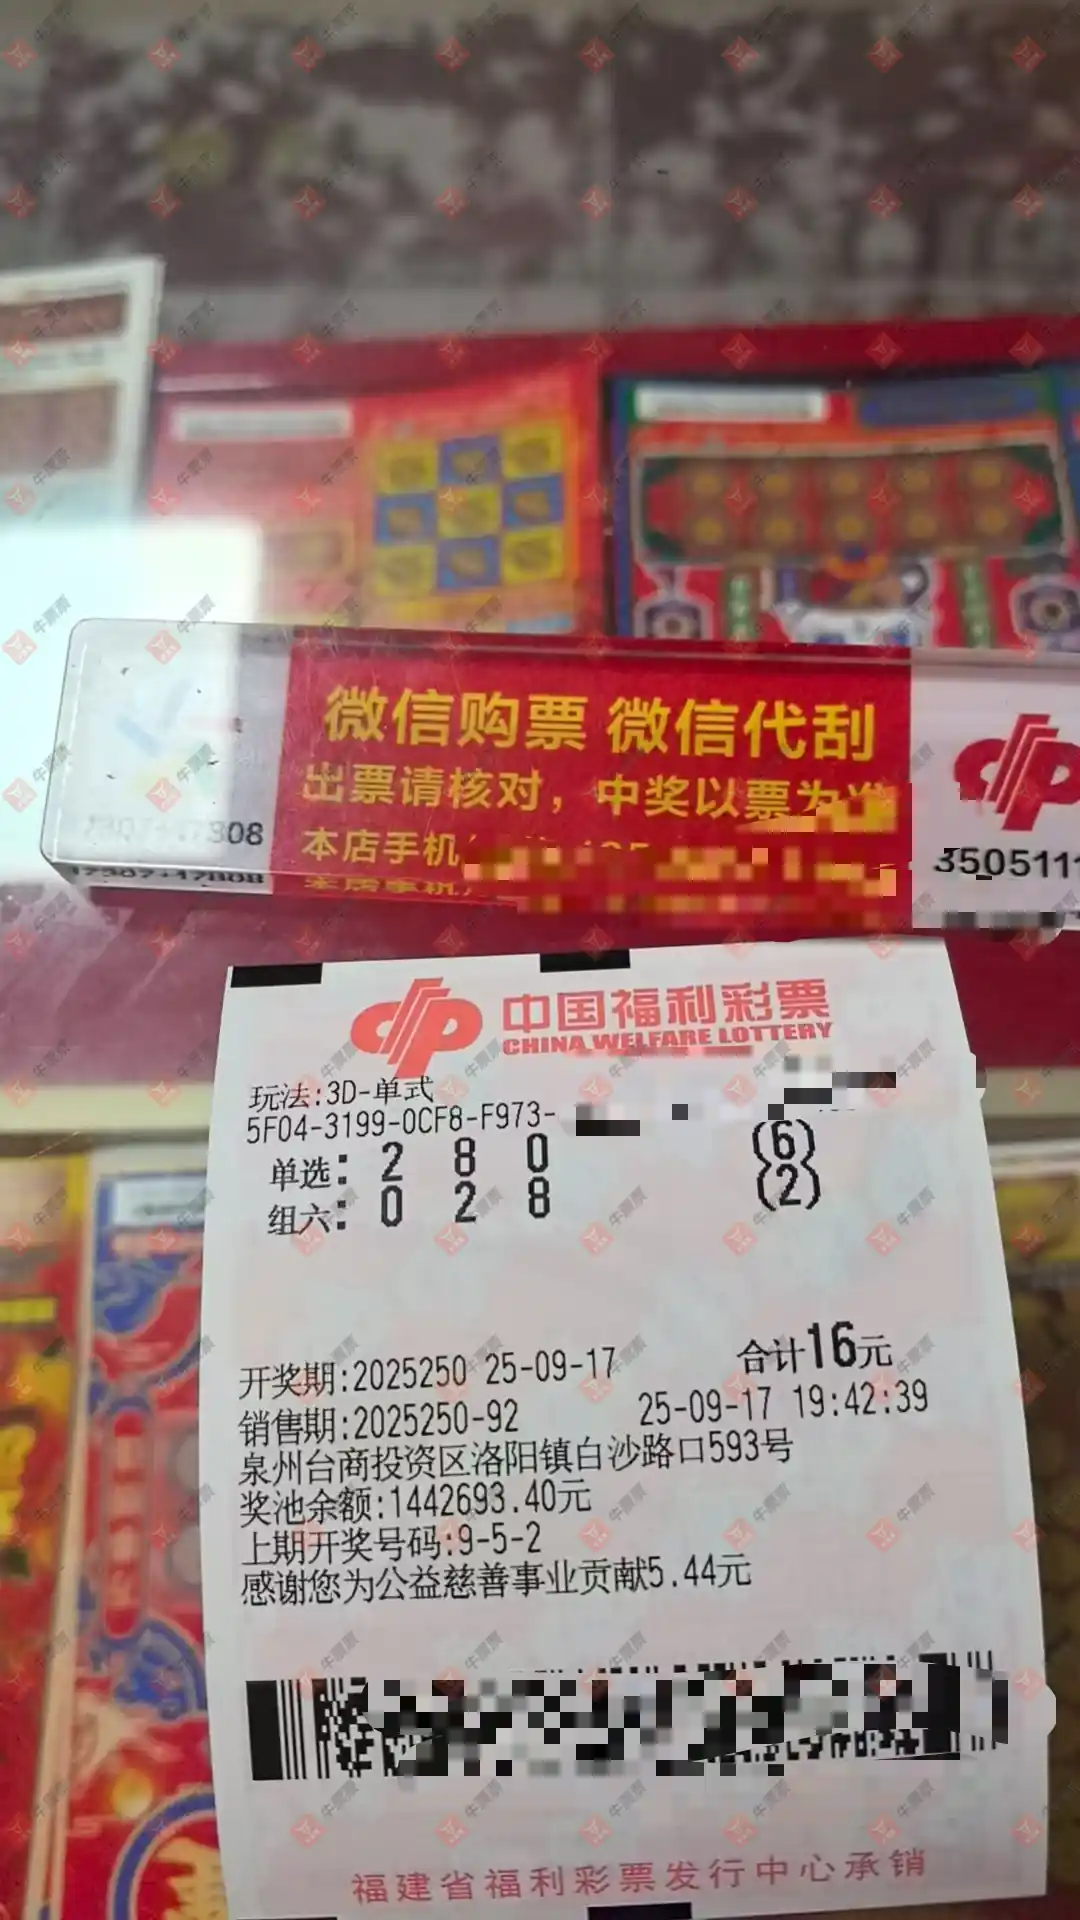 微信购票 微信代刮
出票请核对，中奖以票为
本店手机
17307+17808
3505111
中国福利彩票
CHINA WELFARE LOTTERY
玩法:3D-单式
5F04-3199-0CF8-F973-
单选: 2 8 0 (6)
组六: 0 2 8 (2)
合计16元
开奖期:2025250 25-09-17
销售期:2025250-92 25-09-17 19:42:39
泉州台商投资区洛阳镇白沙路口593号
奖池余额:1442693.40元
上期开奖号码:9-5-2
感谢您为公益慈善事业贡献5.44元
福建省福利彩票发行中心承销
牛票票